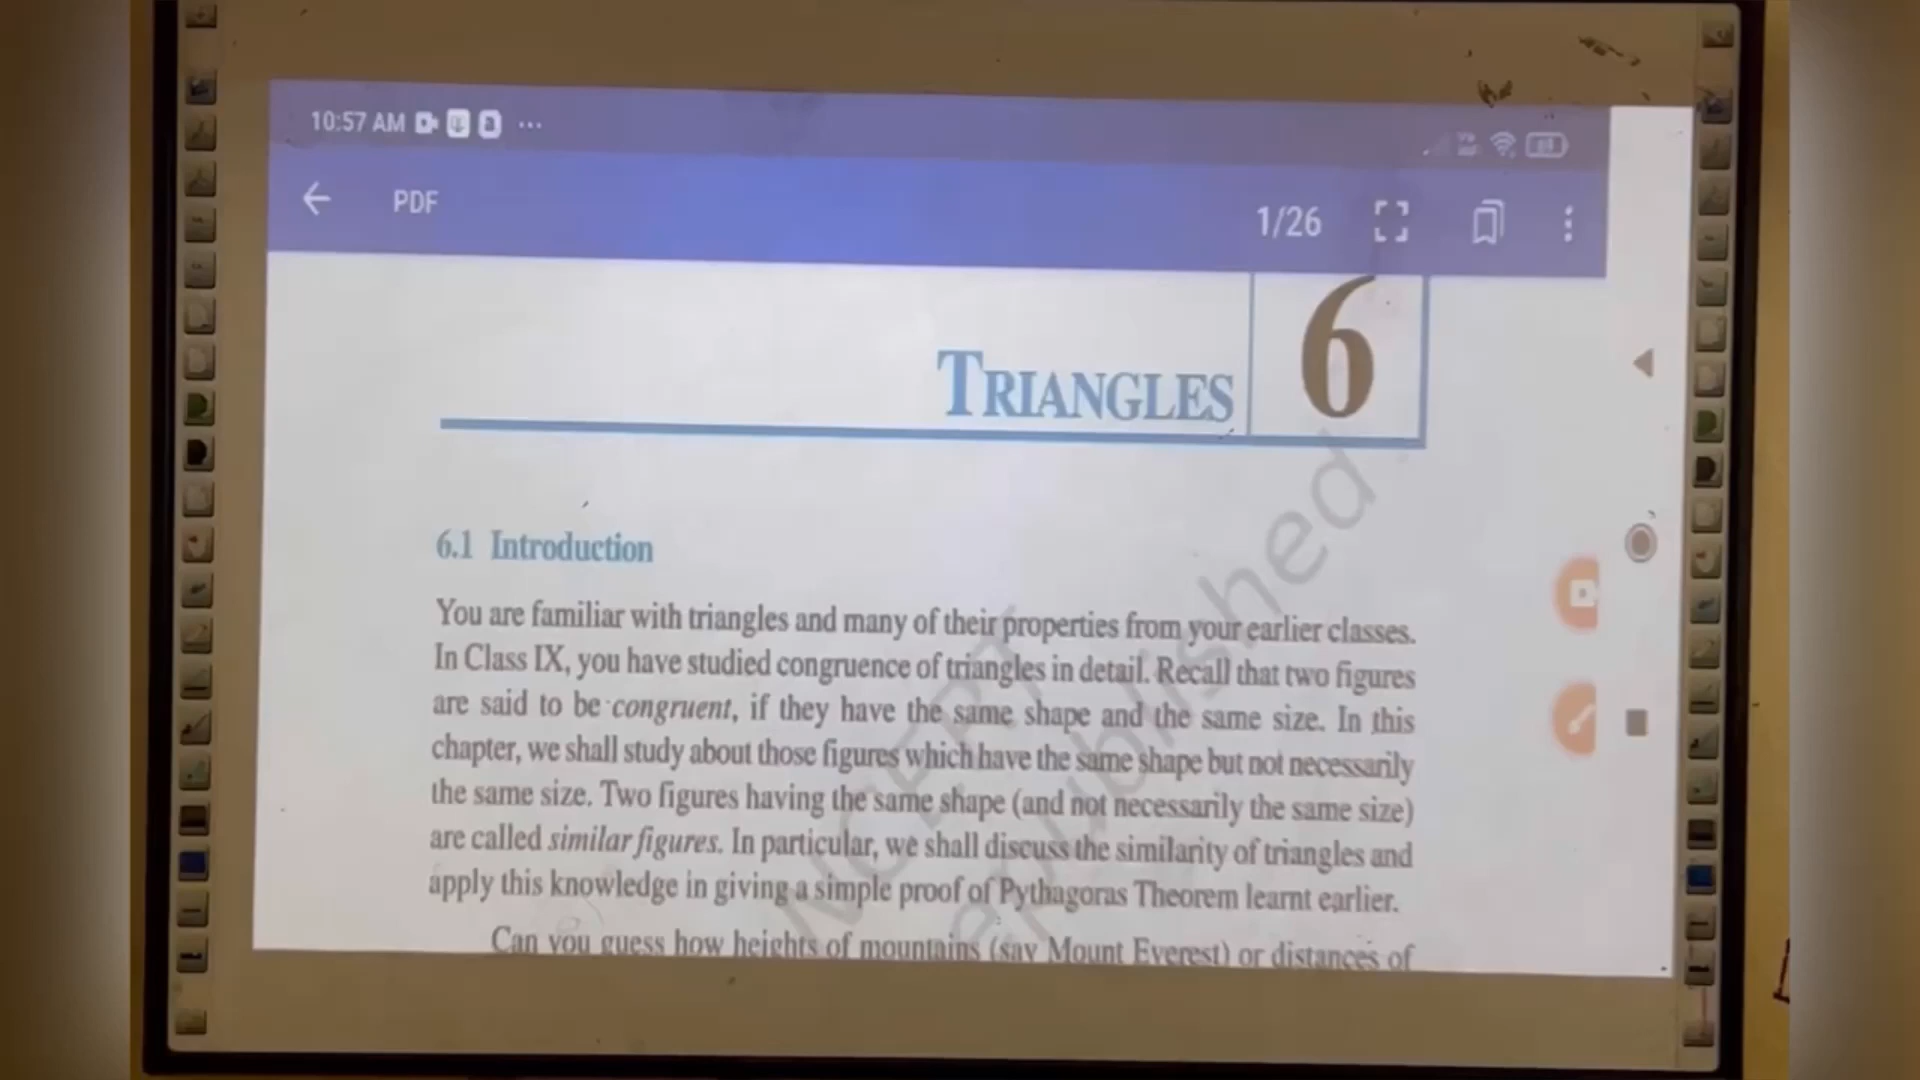 10:57 AM
PDF
1/26
TRIANGLES
6
6.1 Introduction
You are familiar with triangles and many of their properties from your earlier classes.
In Class IX, you have studied congruence of triangles in detail. Recall that two figures
are said to be congruent, if they have the same shape and the same size. In this
chapter, we shall study about those figures which have the same shape but not necessarily
the same size. Two figures having the same shape (and not necessarily the same size)
are called similar figures. In particular, we shall discuss the similarity of triangles and
apply this knowledge in giving a simple proof of Pythagoras Theorem learnt earlier.
Can you guess how heights of mountains (say Mount Everest) or distances of
NCERT
republished